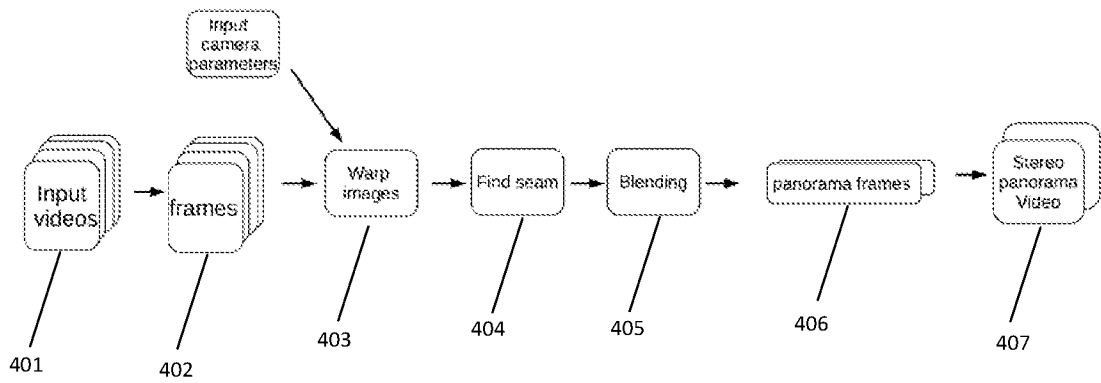 Input
camera
parameters
Input
videos
frames
Warp
images
Find seam
Blending
panorama frames
Stereo
panorama
Video
401
402
403
404
405
406
407